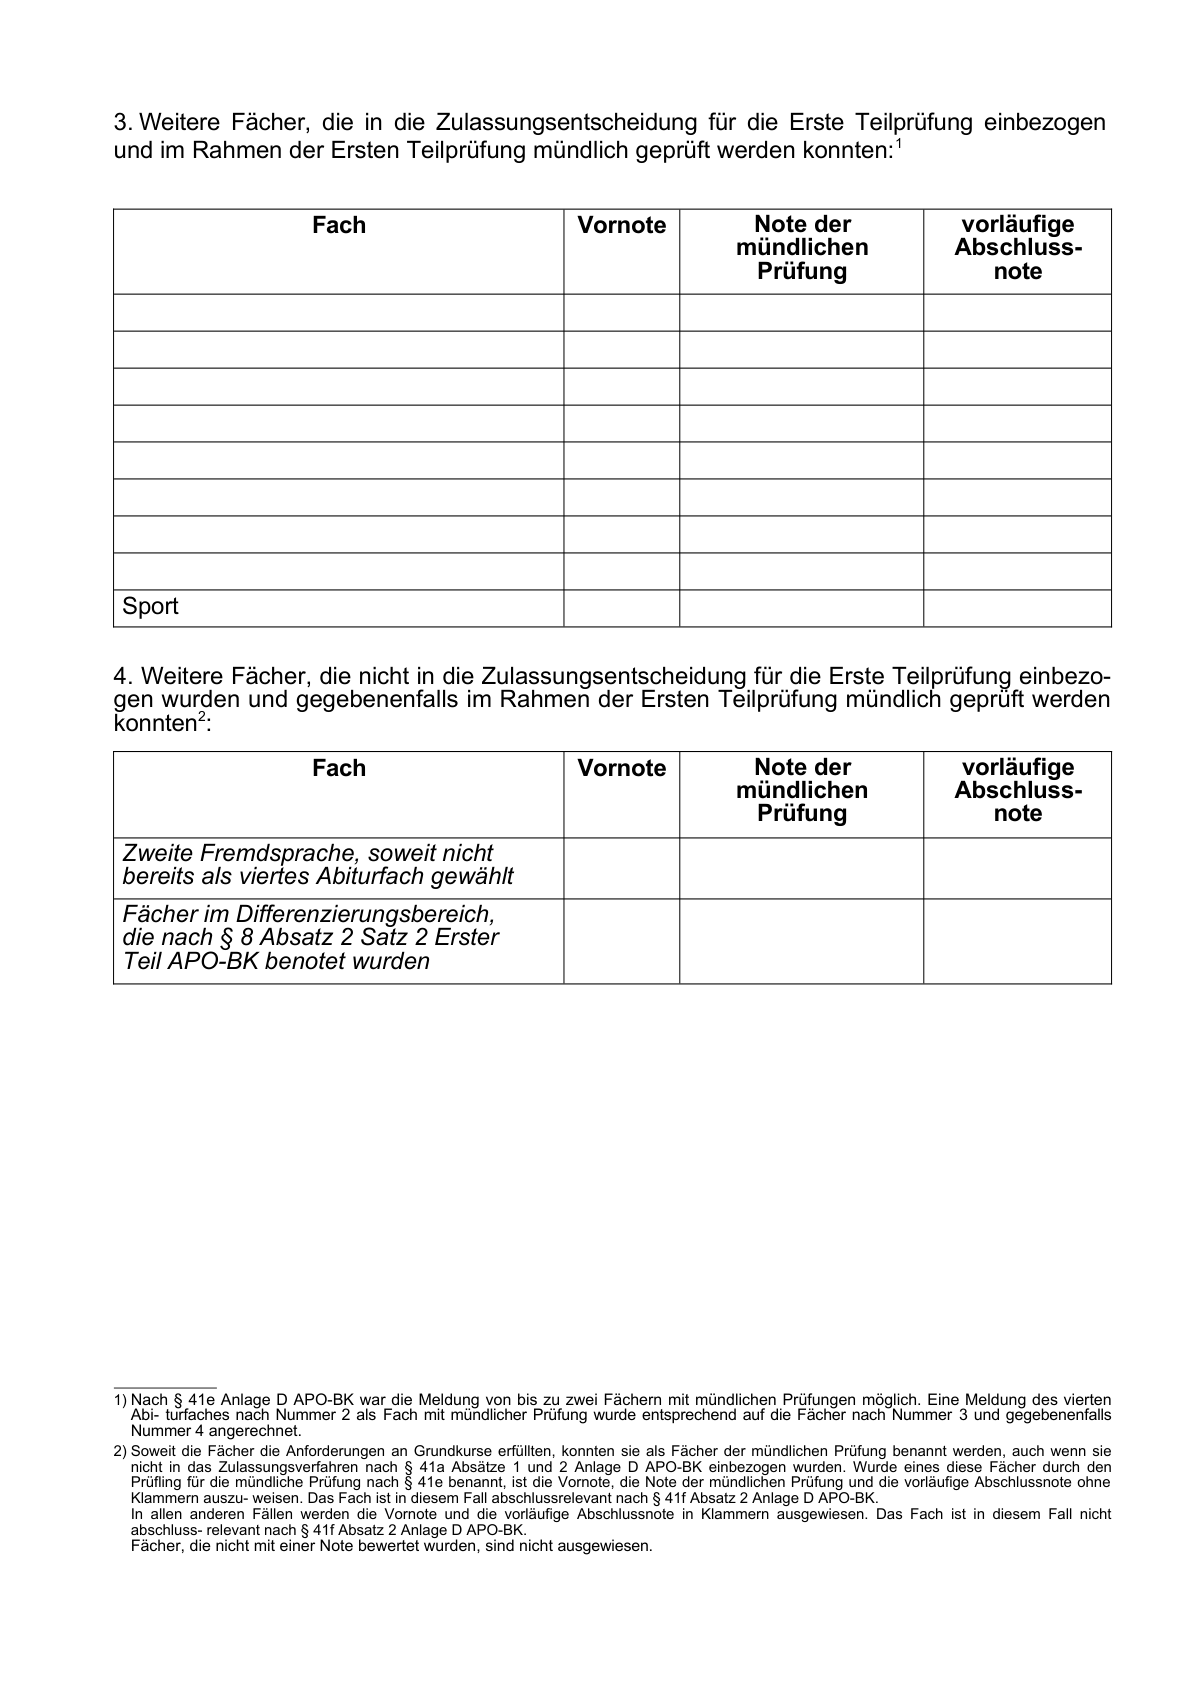 3. Weitere Fächer, die in die Zulassungsentscheidung für die Erste Teilprüfung einbezogen
und im Rahmen der Ersten Teilprüfung mündlich geprüft werden konnten:1
Fach Vornote Note der mündlichen Prüfung vorläufige Abschluss-note
Sport
4. Weitere Fächer, die nicht in die Zulassungsentscheidung für die Erste Teilprüfung einbezo-
gen wurden und gegebenenfalls im Rahmen der Ersten Teilprüfung mündlich geprüft werden
konnten2:
Fach Vornote Note der mündlichen Prüfung vorläufige Abschluss-note
Zweite Fremdsprache, soweit nicht
bereits als viertes Abiturfach gewählt
Fächer im Differenzierungsbereich,
die nach § 8 Absatz 2 Satz 2 Erster
Teil APO-BK benotet wurden
1) Nach § 41e Anlage D APO-BK war die Meldung von bis zu zwei Fächern mit mündlichen Prüfungen möglich. Eine Meldung des vierten
Abi- turfaches nach Nummer 2 als Fach mit mündlicher Prüfung wurde entsprechend auf die Fächer nach Nummer 3 und gegebenenfalls
Nummer 4 angerechnet.
2) Soweit die Fächer die Anforderungen an Grundkurse erfüllten, konnten sie als Fächer der mündlichen Prüfung benannt werden, auch wenn sie
nicht in das Zulassungsverfahren nach § 41a Absätze 1 und 2 Anlage D APO-BK einbezogen wurden. Wurde eines diese Fächer durch den
Prüfling für die mündliche Prüfung nach § 41e benannt, ist die Vornote, die Note der mündlichen Prüfung und die vorläufige Abschlussnote ohne
Klammern auszu- weisen. Das Fach ist in diesem Fall abschlussrelevant nach § 41f Absatz 2 Anlage D APO-BK.
In allen anderen Fällen werden die Vornote und die vorläufige Abschlussnote in Klammern ausgewiesen. Das Fach ist in diesem Fall nicht
abschluss- relevant nach § 41f Absatz 2 Anlage D APO-BK.
Fächer, die nicht mit einer Note bewertet wurden, sind nicht ausgewiesen.